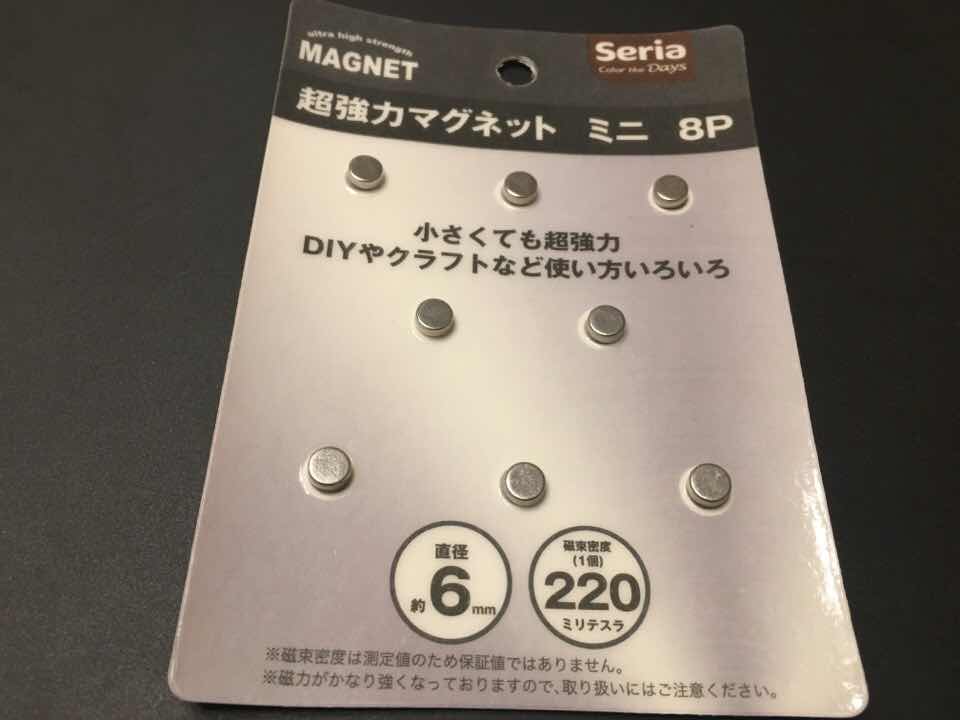 ultra high strength
MAGNET
Seria
Color the Days
超強力マグネット ミニ 8P
小さくても超強力
DIYやクラフトなど使い方いろいろ
直径
約6mm
磁束密度
(1個)
220
ミリテスラ
※磁束密度は測定値のため保証値ではありません。
※磁力がかなり強くなっておりますので、取り扱いにはご注意ください。